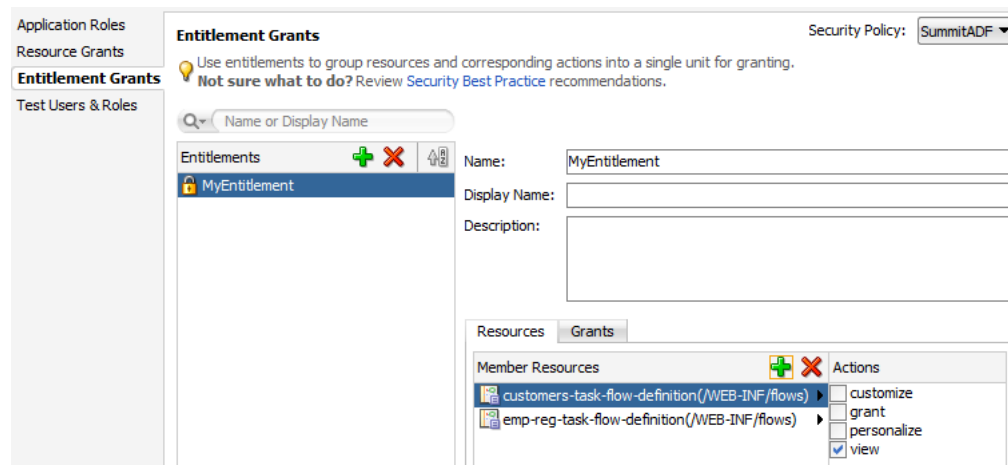 Application Roles
Resource Grants
Entitlement Grants
Test Users & Roles
Entitlement Grants
Security Policy: SummitADF
Use entitlements to group resources and corresponding actions into a single unit for granting.
Not sure what to do? Review Security Best Practice recommendations.
Name or Display Name
Entitlements
MyEntitlement
Name: MyEntitlement
Display Name:
Description:
Resources Grants
Member Resources
customers-task-flow-definition(/WEB-INF/flows)
emp-reg-task-flow-definition(/WEB-INF/flows)
Actions
customize
grant
personalize
view